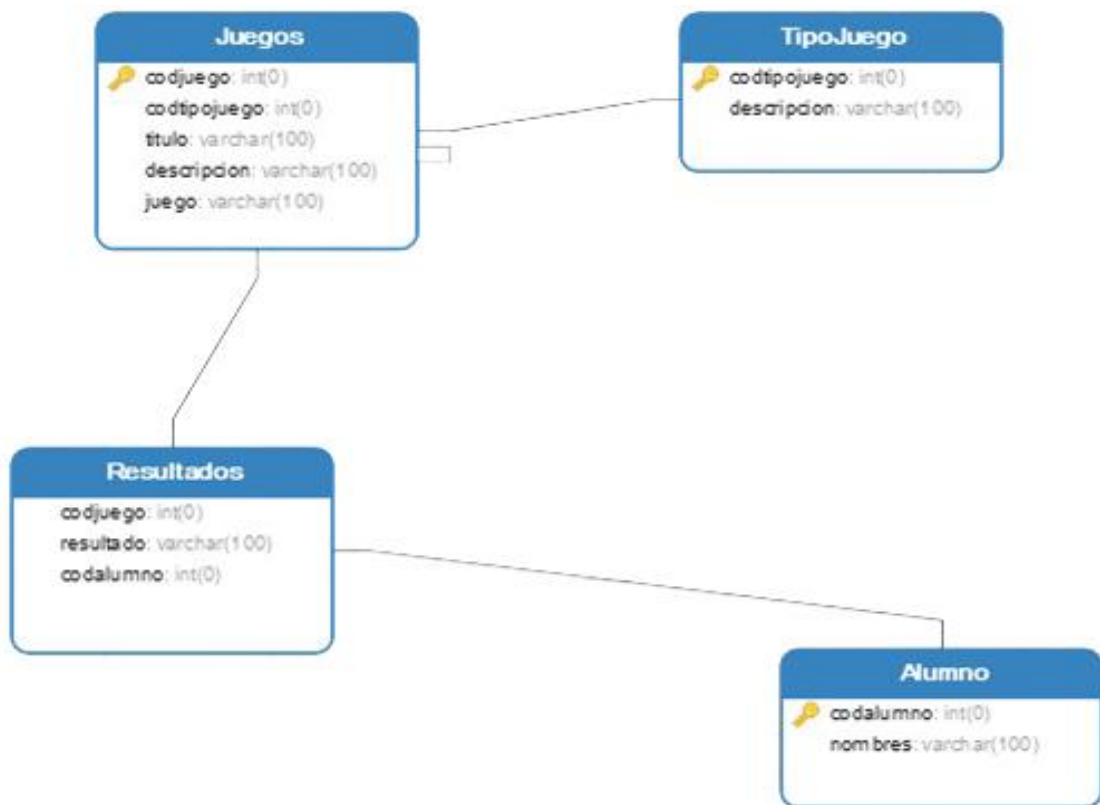 Juegos
codjuego: int(0)
codtipojuego: int(0)
titulo: varchar(100)
descripcion: varchar(100)
juego: varchar(100)
TipoJuego
codtipojuego: int(0)
descripcion: varchar(100)
Resultados
codjuego: int(0)
resultado: varchar(100)
codalumno: int(0)
Alumno
codalumno: int(0)
nombres: varchar(100)